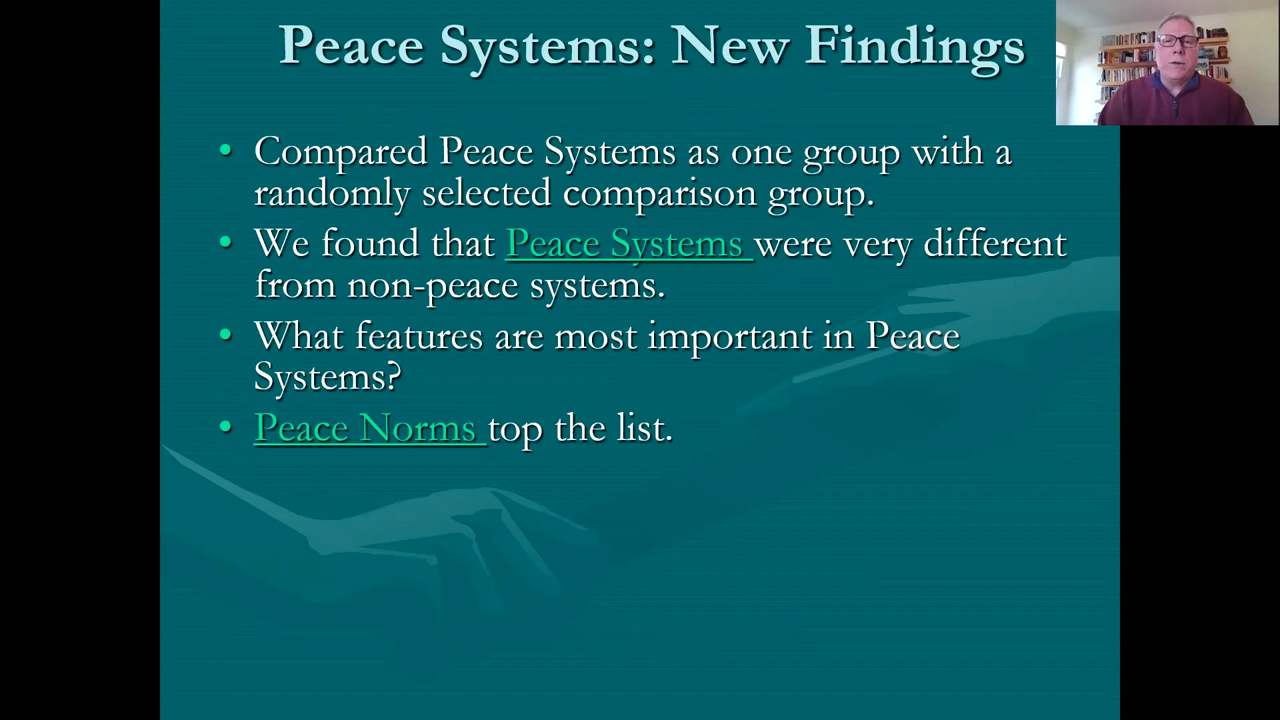 Peace Systems: New Findings
• Compared Peace Systems as one group with a
randomly selected comparison group.
• We found that Peace Systems were very different
from non-peace systems.
• What features are most important in Peace
Systems?
• Peace Norms top the list.